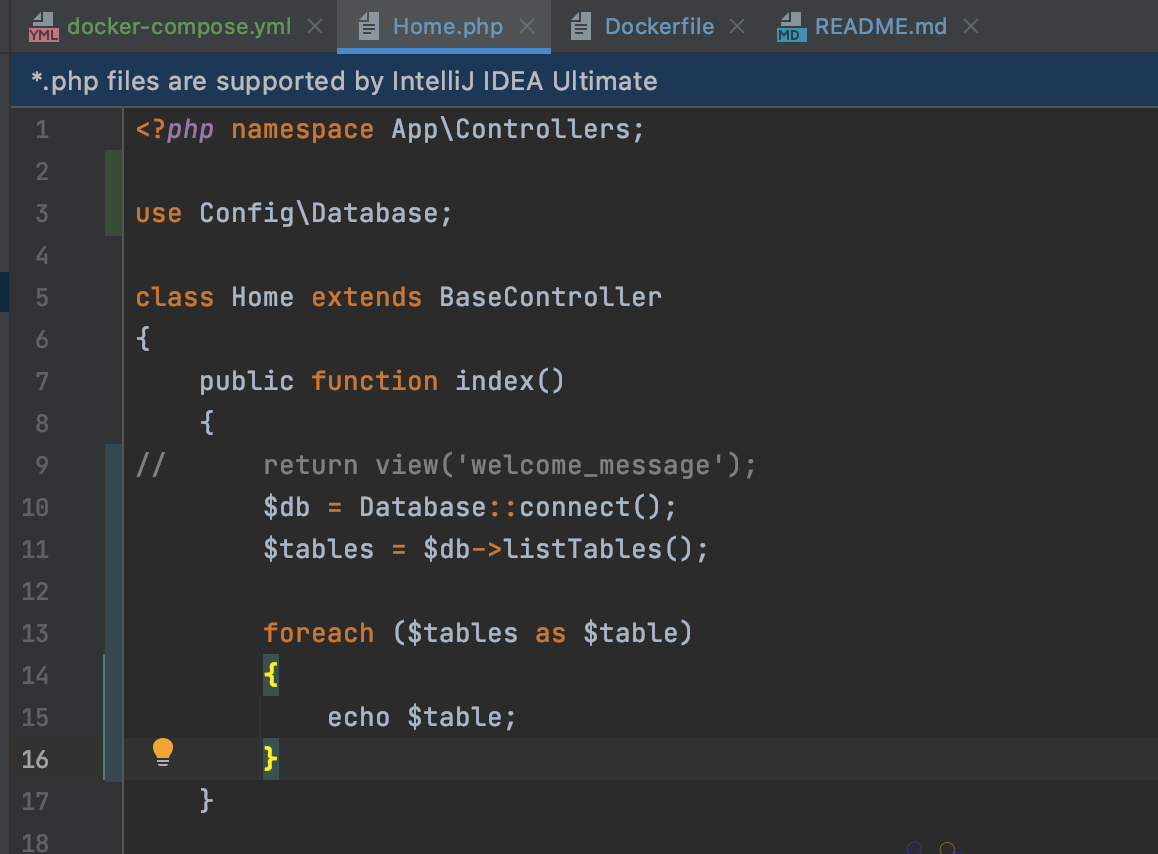 docker-compose.yml Home.php Dockerfile README.md
*.php files are supported by IntelliJ IDEA Ultimate
1 <?php namespace App\Controllers;
2
3 use Config\Database;
4
5 class Home extends BaseController
6 {
7     public function index()
8     {
9 //      return view('welcome_message');
10         $db = Database::connect();
11         $tables = $db->listTables();
12
13         foreach ($tables as $table)
14         {
15             echo $table;
16         }
17     }
18